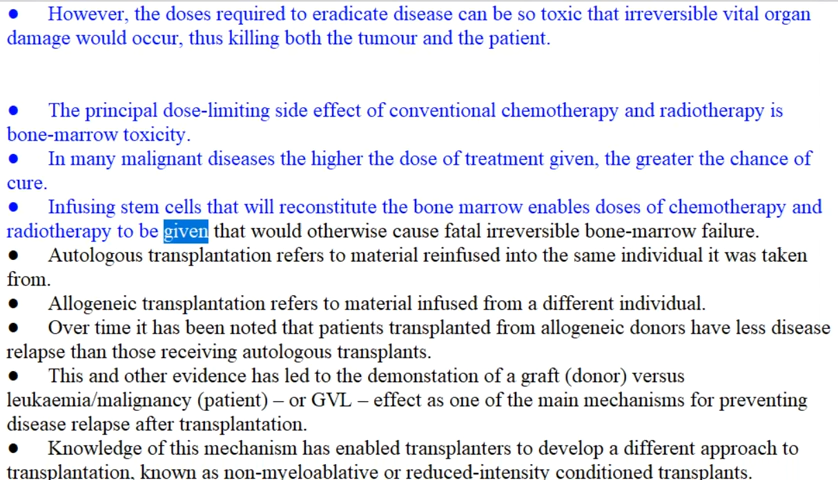 ● However, the doses required to eradicate disease can be so toxic that irreversible vital organ
damage would occur, thus killing both the tumour and the patient.
● The principal dose-limiting side effect of conventional chemotherapy and radiotherapy is
bone-marrow toxicity.
● In many malignant diseases the higher the dose of treatment given, the greater the chance of
cure.
● Infusing stem cells that will reconstitute the bone marrow enables doses of chemotherapy and
radiotherapy to be given that would otherwise cause fatal irreversible bone-marrow failure.
● Autologous transplantation refers to material reinfused into the same individual it was taken
from.
● Allogeneic transplantation refers to material infused from a different individual.
● Over time it has been noted that patients transplanted from allogeneic donors have less disease
relapse than those receiving autologous transplants.
● This and other evidence has led to the demonstation of a graft (donor) versus
leukaemia/malignancy (patient) – or GVL – effect as one of the main mechanisms for preventing
disease relapse after transplantation.
● Knowledge of this mechanism has enabled transplanters to develop a different approach to
transplantation, known as non-myeloablative or reduced-intensity conditioned transplants.